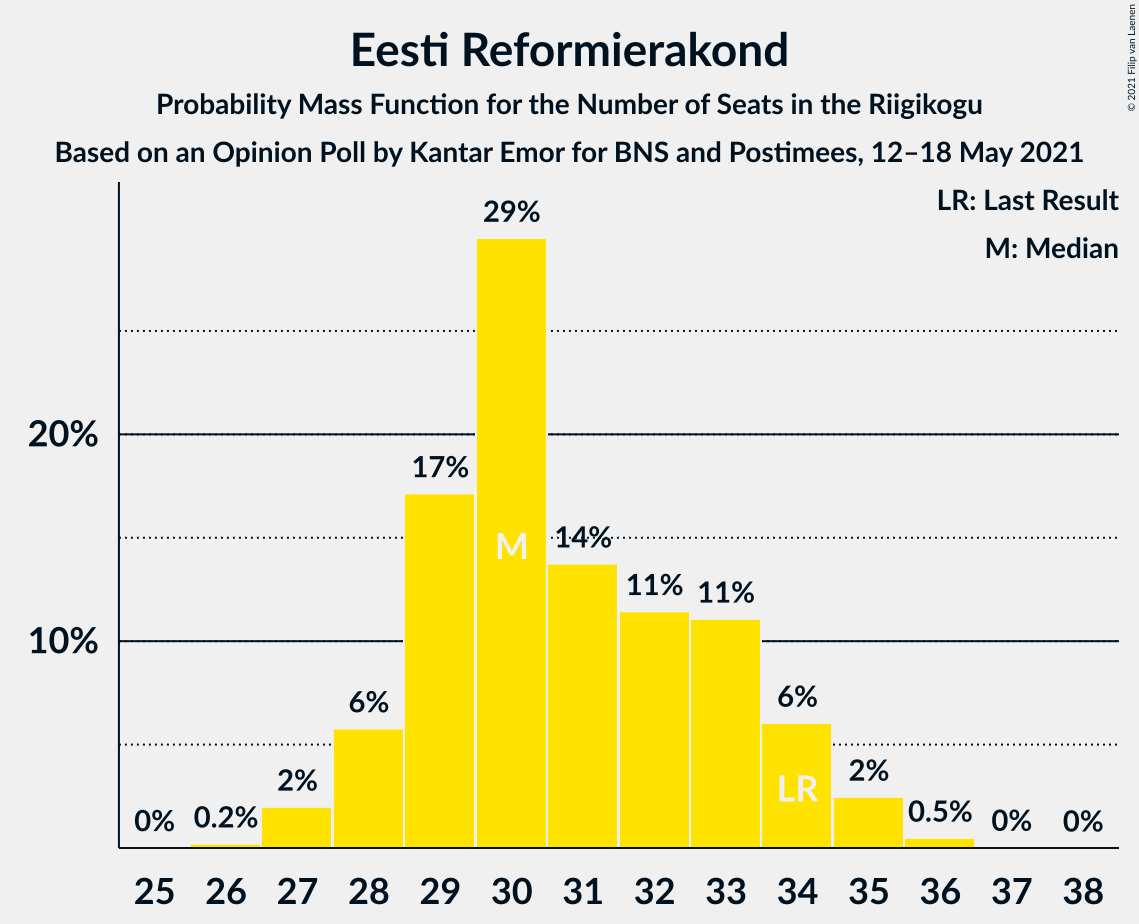 Eesti Reformierakond
Probability Mass Function for the Number of Seats in the Riigikogu
Based on an Opinion Poll by Kantar Emor for BNS and Postimees, 12–18 May 2021
© 2021 Filip van Laenen
LR: Last Result
M: Median
29%
20%
17%
M
14%
11%
11%
10%
6%
6%
LR
2%
2%
0%
0.2%
0.5%
0%
0%
25 26 27 28 29 30 31 32 33 34 35 36 37 38